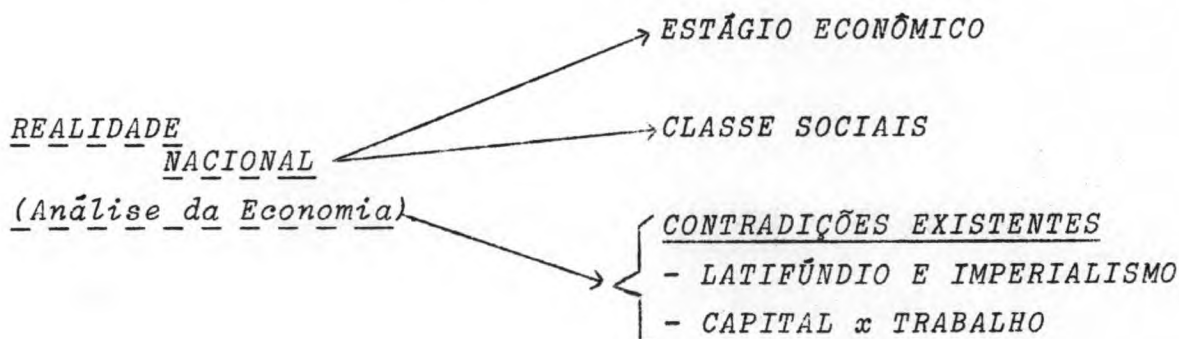 ESTÁGIO ECONÔMICO
REALIDADE
NACIONAL
CLASSE SOCIAIS
(Análise da Economia)
CONTRADIÇÕES EXISTENTES
- LATIFÚNDIO E IMPERIALISMO
- CAPITAL x TRABALHO